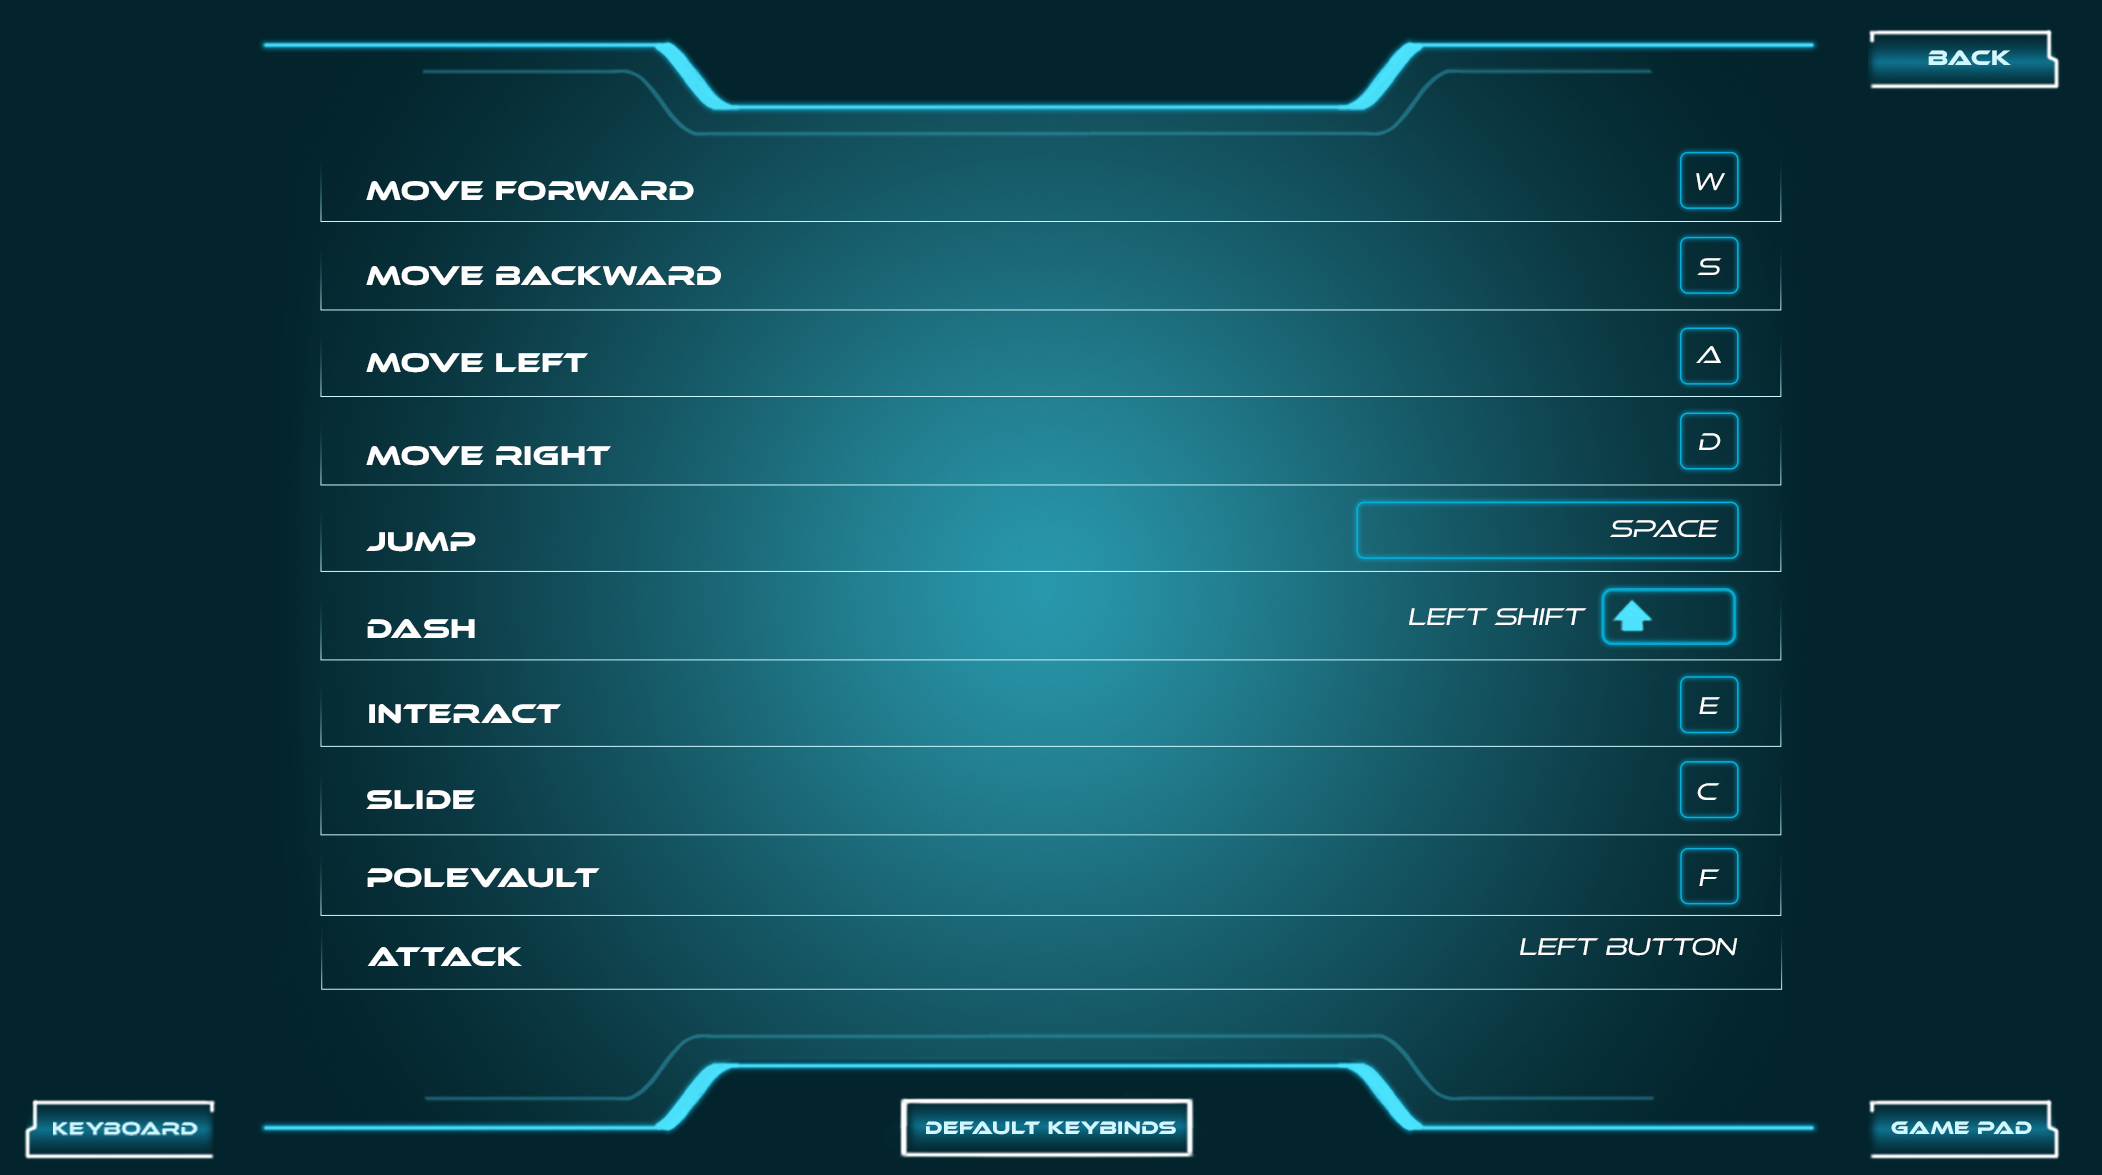 BACK
MOVE FORWARD W
MOVE BACKWARD S
MOVE LEFT A
MOVE RIGHT D
JUMP SPACE
DASH LEFT SHIFT
INTERACT E
SLIDE C
POLEVAULT F
ATTACK LEFT BUTTON
KEYBOARD DEFAULT KEYBINDS GAME PAD